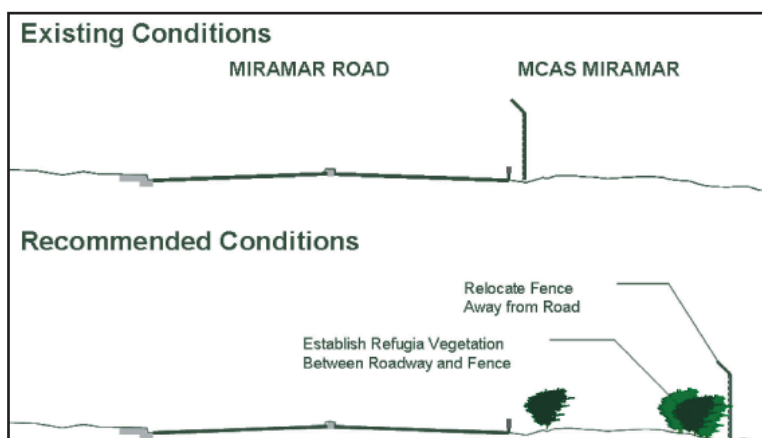 Existing Conditions
MIRAMAR ROAD
MCAS MIRAMAR
Recommended Conditions
Relocate Fence
Away from Road
Establish Refugia Vegetation
Between Roadway and Fence